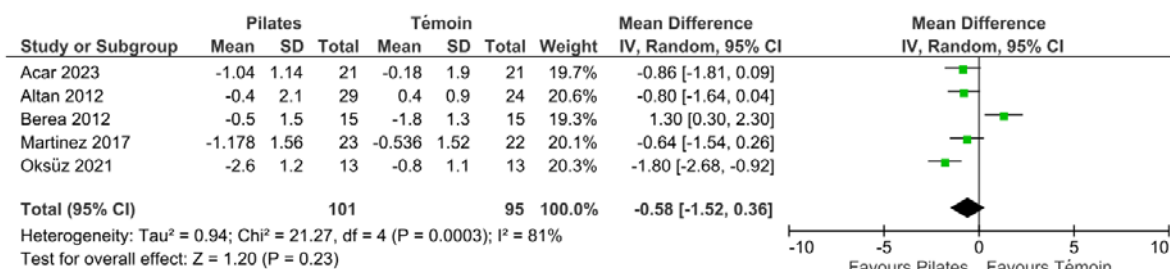 Pilates Témoin Mean Difference Mean Difference
Study or Subgroup Mean SD Total Mean SD Total Weight IV, Random, 95% CI IV, Random, 95% CI
Acar 2023 -1.04 1.14 21 -0.18 1.9 21 19.7% -0.86 [-1.81, 0.09]
Altan 2012 -0.4 2.1 29 0.4 0.9 24 20.6% -0.80 [-1.64, 0.04]
Berea 2012 -0.5 1.5 15 -1.8 1.3 15 19.3% 1.30 [0.30, 2.30]
Martinez 2017 -1.178 1.56 23 -0.536 1.52 22 20.1% -0.64 [-1.54, 0.26]
Oksüz 2021 -2.6 1.2 13 -0.8 1.1 13 20.3% -1.80 [-2.68, -0.92]
Total (95% CI) 101 95 100.0% -0.58 [-1.52, 0.36]
Heterogeneity: Tau² = 0.94; Chi² = 21.27, df = 4 (P = 0.0003); I² = 81%
Test for overall effect: Z = 1.20 (P = 0.23)
-10 -5 0 5 10
Favours Pilates Favours Témoin